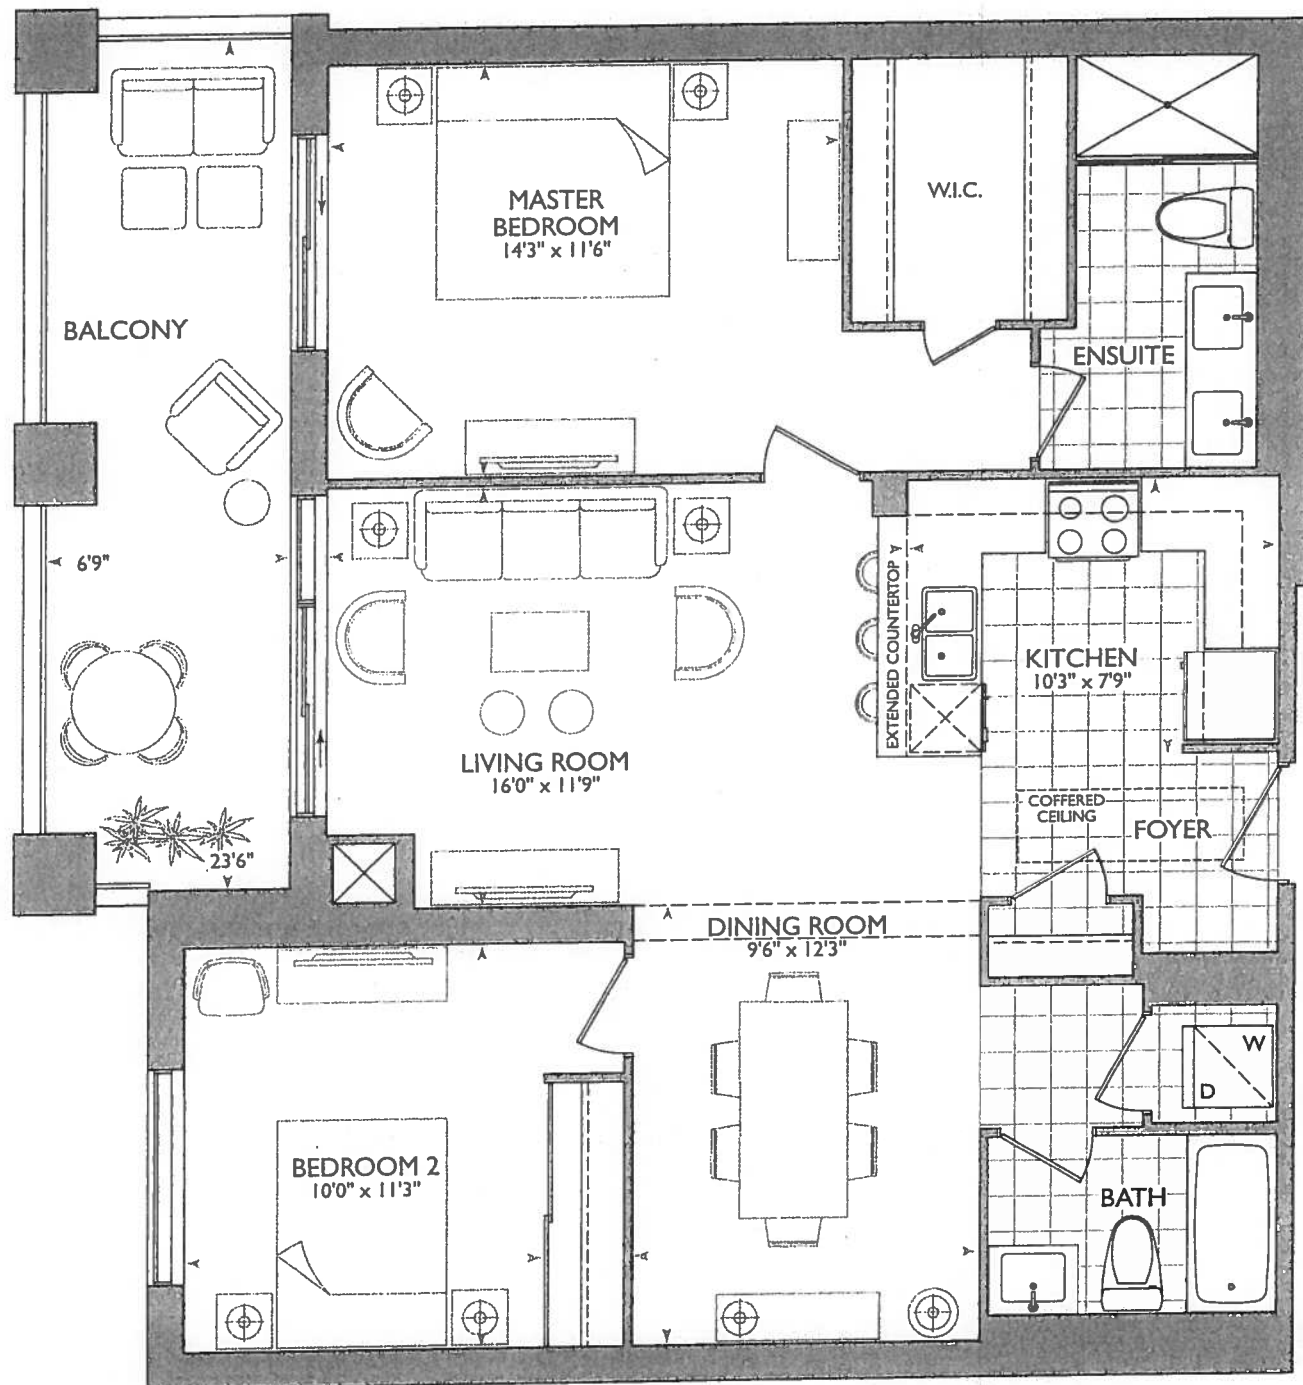 MASTER
BEDROOM
14'3" x 11'6"
W.I.C.
BALCONY
ENSUITE
6'9"
EXTENDED COUNTERTOP
KITCHEN
10'3" x 7'9"
LIVING ROOM
16'0" x 11'9"
COFFERED
CEILING
FOYER
23'6"
DINING ROOM
9'6" x 12'3"
W
D
BEDROOM 2
10'0" x 11'3"
BATH